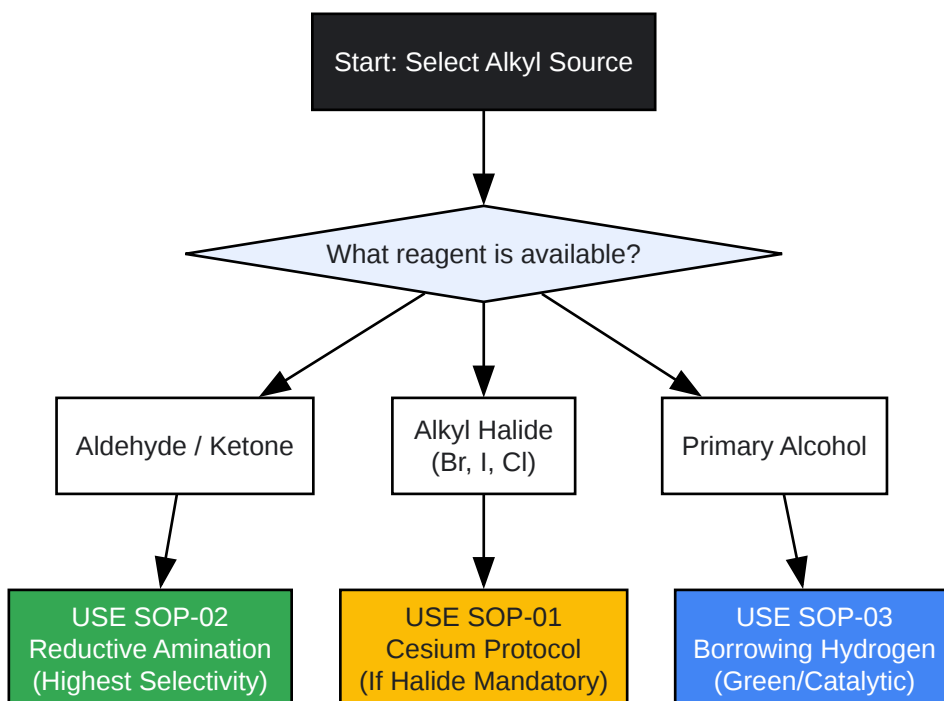 Start: Select Alkyl Source
What reagent is available?
Aldehyde / Ketone
Alkyl Halide
(Br, I, Cl)
Primary Alcohol
USE SOP-02
Reductive Amination
(Highest Selectivity)
USE SOP-01
Cesium Protocol
(If Halide Mandatory)
USE SOP-03
Borrowing Hydrogen
(Green/Catalytic)